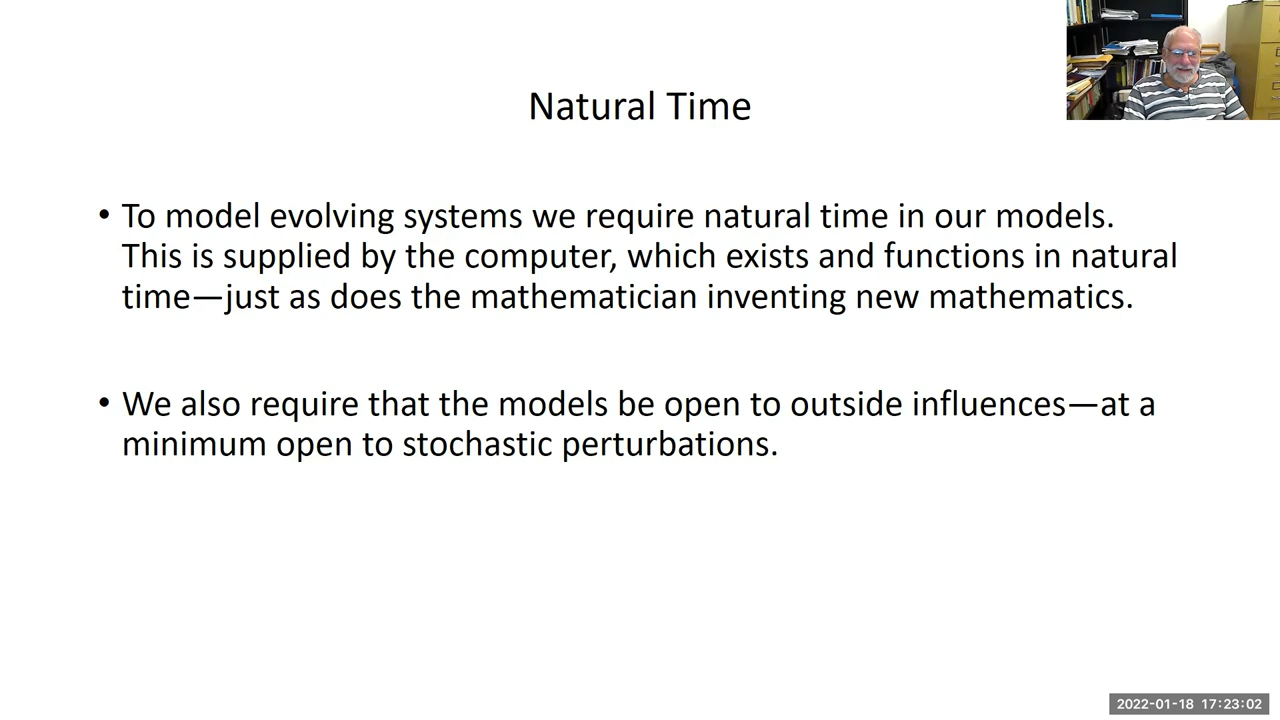 Natural Time
• To model evolving systems we require natural time in our models.
This is supplied by the computer, which exists and functions in natural
time—just as does the mathematician inventing new mathematics.
• We also require that the models be open to outside influences—at a
minimum open to stochastic perturbations.
2022-01-18 17:23:02